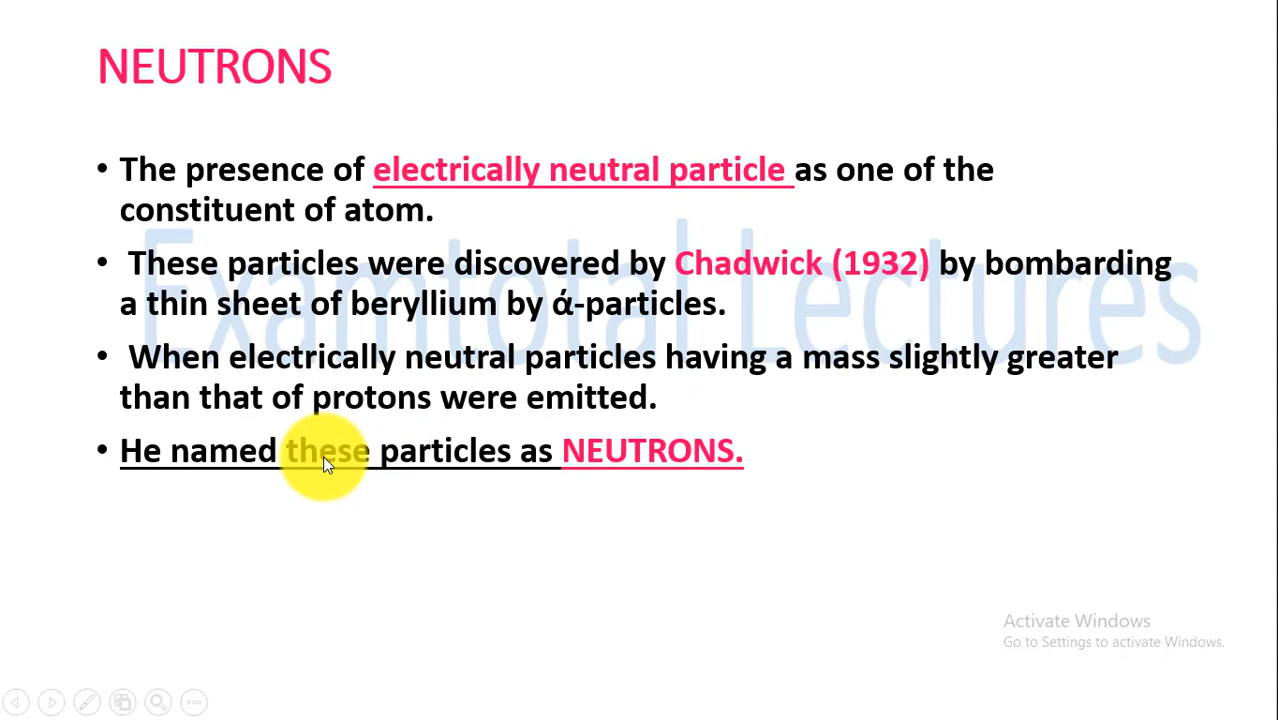 NEUTRONS
• The presence of electrically neutral particle as one of the
constituent of atom.
• These particles were discovered by Chadwick (1932) by bombarding
a thin sheet of beryllium by ά-particles.
• When electrically neutral particles having a mass slightly greater
than that of protons were emitted.
• He named these particles as NEUTRONS.
Examtotal Lectures
Activate Windows
Go to Settings to activate Windows.